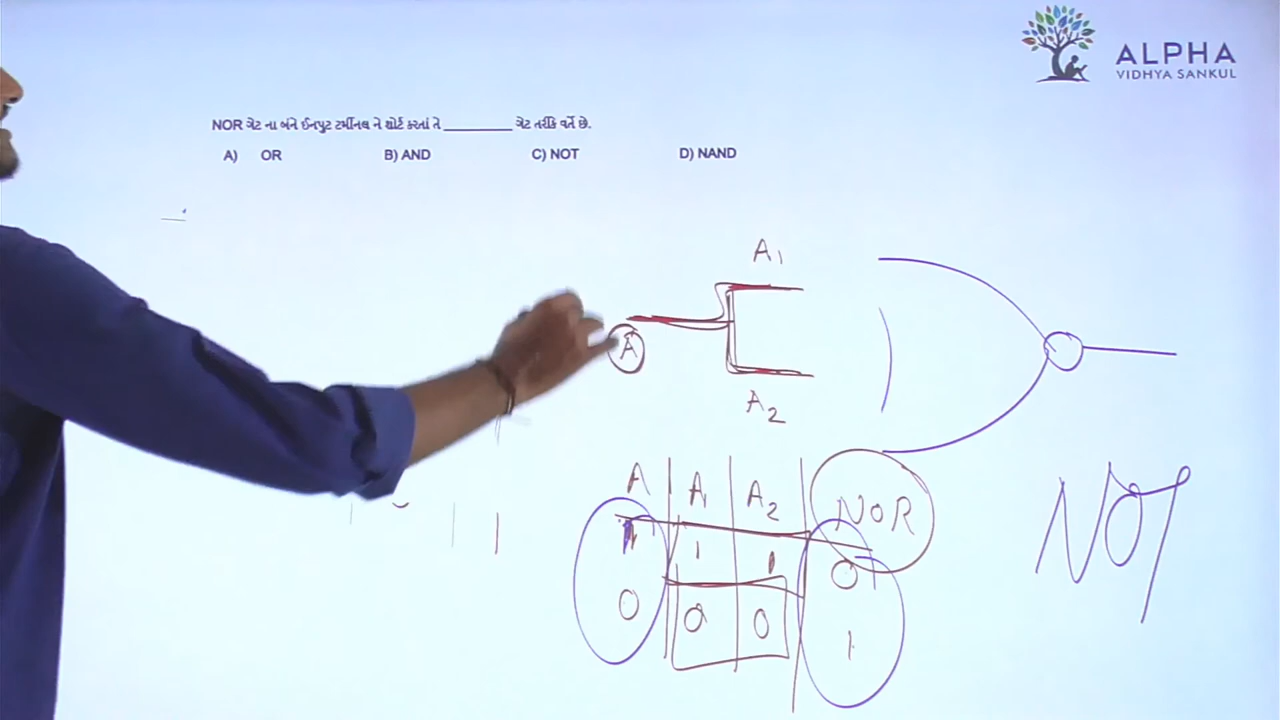 ALPHA
VIDHYA SANKUL
NOR ગેટ ના બંને ઈનપુટ ટર્મીનલ ને શોર્ટ કરતાં તે __________ ગેટ તરીકે વર્તે છે.
A) OR B) AND C) NOT D) NAND
A1
A
A2
A A1 A2 NOR
1 1 1 0
0 0 0 1
NOT